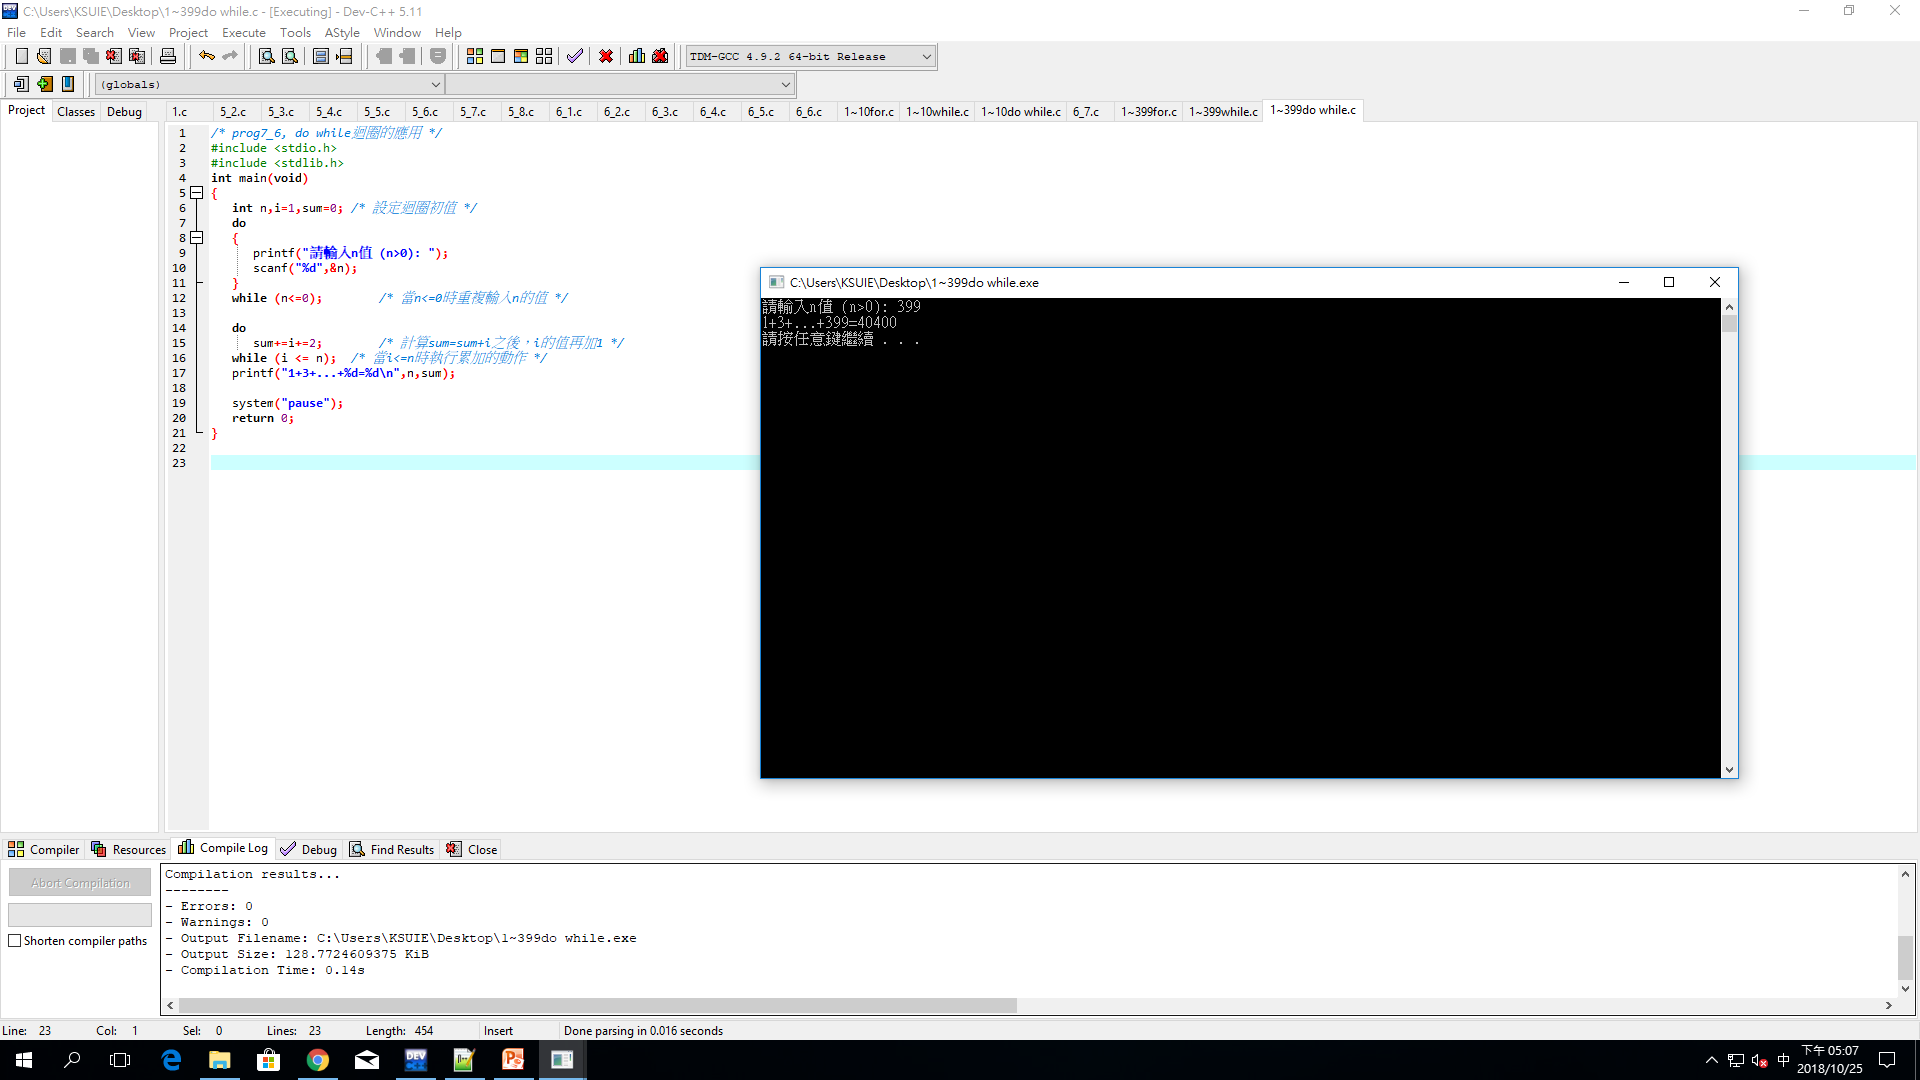 C:\Users\KSUIE\Desktop\1~399do while.c - [Executing] - Dev-C++ 5.11
File Edit Search View Project Execute Tools AStyle Window Help
TDM-GCC 4.9.2 64-bit Release
(globals)
Project Classes Debug
1.c 5_2.c 5_3.c 5_4.c 5_5.c 5_6.c 5_7.c 5_8.c 6_1.c 6_2.c 6_3.c 6_4.c 6_5.c 6_6.c 1~10for.c 1~10while.c 1~10do while.c 6_7.c 1~399for.c 1~399while.c 1~399do while.c
1 /* prog7_6, do while迴圈的應用 */
2 #include <stdio.h>
3 #include <stdlib.h>
4 int main(void)
5 {
6 int n,i=1,sum=0; /* 設定迴圈初值 */
7 do
8 {
9 printf("請輸入n值 (n>0): ");
10 scanf("%d",&n);
11 }
12 while (n<=0); /* 當n<=0時重複輸入n的值 */
13
14 do
15 sum+=i+=2; /* 計算sum=sum+i之後，i的值再加1 */
16 while (i <= n); /* 當i<=n時執行累加的動作 */
17 printf("1+3+...+%d=%d\n",n,sum);
18
19 system("pause");
20 return 0;
21 }
22
23
C:\Users\KSUIE\Desktop\1~399do while.exe
請輸入n值 (n>0): 399
1+3+...+399=40400
請按任意鍵繼續 . . .
Compiler Resources Compile Log Debug Find Results Close
Abort Compilation
Shorten compiler paths
Compilation results...
--------
- Errors: 0
- Warnings: 0
- Output Filename: C:\Users\KSUIE\Desktop\1~399do while.exe
- Output Size: 128.7724609375 KiB
- Compilation Time: 0.14s
Line: 23 Col: 1 Sel: 0 Lines: 23 Length: 454 Insert Done parsing in 0.016 seconds
中
下午 05:07
2018/10/25